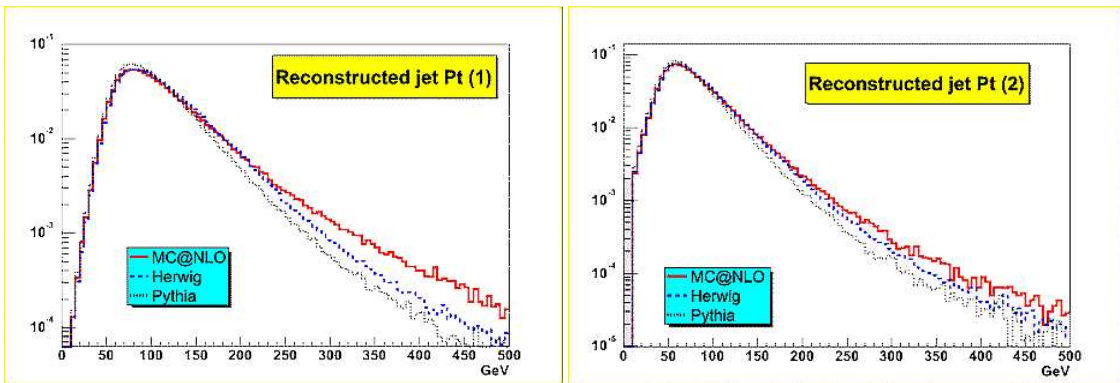 Reconstructed jet Pt (1)
10^-1
10^-2
10^-3
10^-4
MC@NLO
Herwig
Pythia
0 50 100 150 200 250 300 350 400 450 500
GeV
Reconstructed jet Pt (2)
10^-1
10^-2
10^-3
10^-4
10^-5
MC@NLO
Herwig
Pythia
0 50 100 150 200 250 300 350 400 450 500
GeV